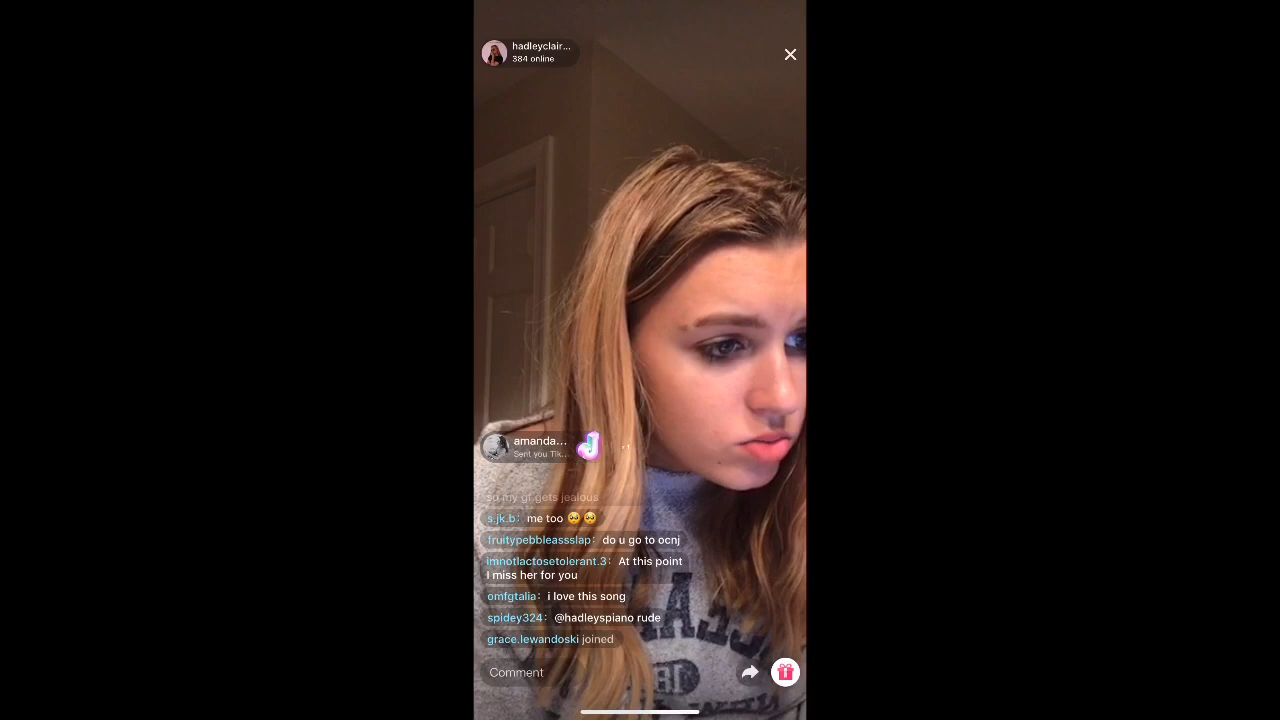 hadleyclair...
384 online
amanda...
Sent you Tik...
so my gf gets jealous
s.jk.b: me too 🥺🥺
fruitypebbleassslap: do u go to ocnj
imnotlactosetolerant.3: At this point
I miss her for you
omfgtalia: i love this song
spidey324: @hadleyspiano rude
grace.lewandoski joined
Comment